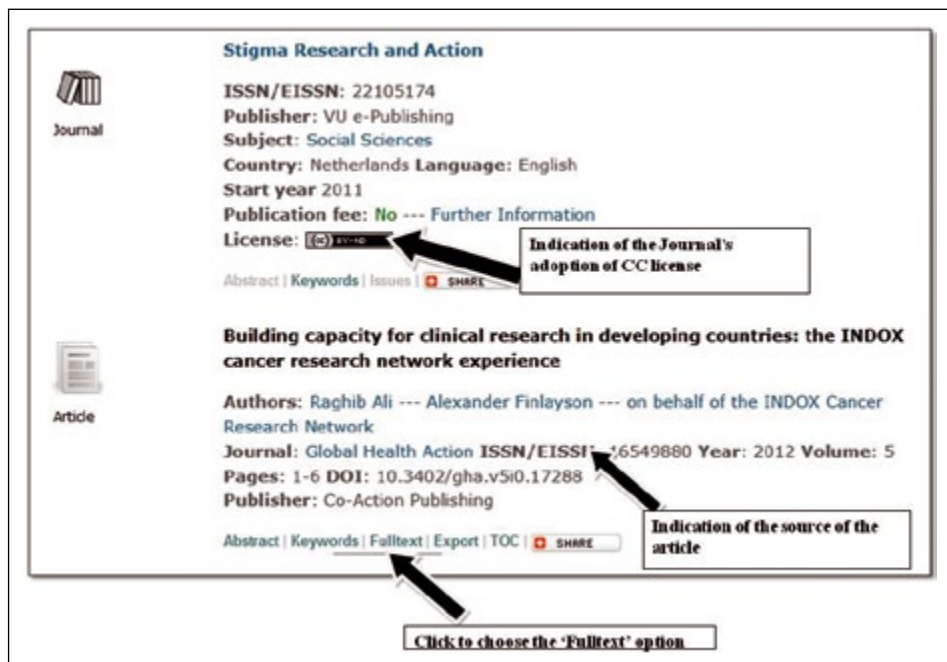 Stigma Research and Action
Journal
ISSN/EISSN: 22105174
Publisher: VU e-Publishing
Subject: Social Sciences
Country: Netherlands Language: English
Start year 2011
Publication fee: No --- Further Information
License: (cc) BY-ND
Indication of the Journal's
adoption of CC license
Abstract | Keywords | Issues | SHARE
Building capacity for clinical research in developing countries: the INDOX
cancer research network experience
Article
Authors: Raghib Ali --- Alexander Finlayson --- on behalf of the INDOX Cancer
Research Network
Journal: Global Health Action ISSN/EISSN 16549880 Year: 2012 Volume: 5
Pages: 1-6 DOI: 10.3402/gha.v5i0.17288
Publisher: Co-Action Publishing
Indication of the source of the
article
Abstract | Keywords | Fulltext | Export | TOC | SHARE
Click to choose the ‘Fulltext’ option